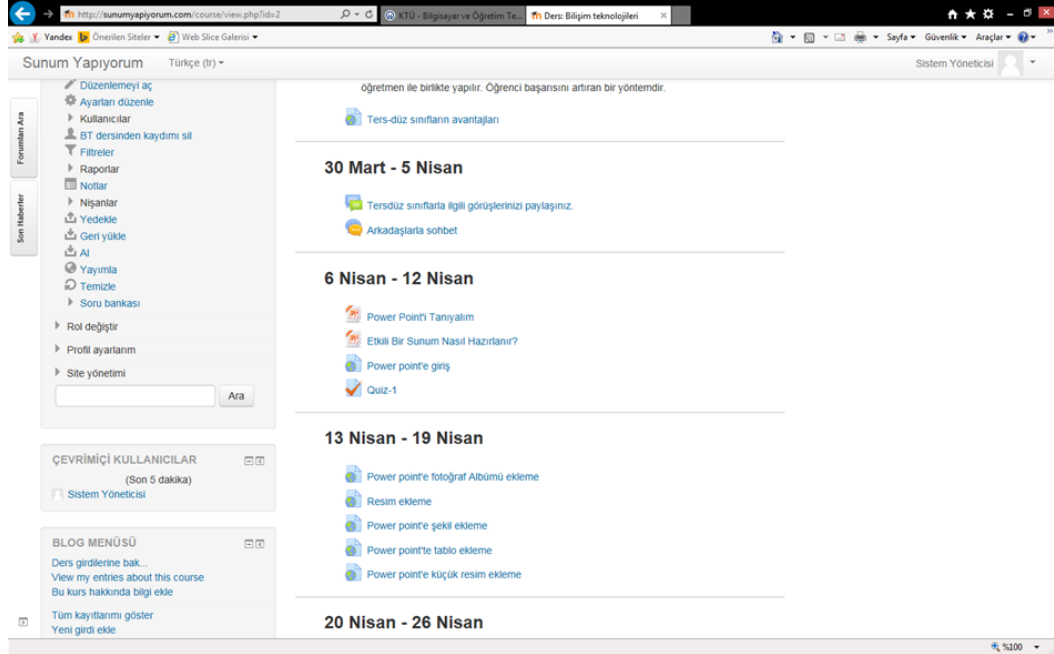 http://sunumyapiyorum.com/course/view.php?id=2
KTÜ - Bilgisayar ve Öğretim Te...
Ders: Bilişim teknolojileri
Yandex
Önerilen Siteler
Web Slice Galerisi
Sayfa
Güvenlik
Araçlar
Sunum Yapıyorum
Türkçe (tr)
Sistem Yöneticisi
Forumları Ara
Son Haberler
Düzenlemeyi aç
Ayarları düzenle
Kullanıcılar
BT dersinden kaydımı sil
Filtreler
Raporlar
Notlar
Nişanlar
Yedekle
Geri yükle
Al
Yayımla
Temizle
Soru bankası
Rol değiştir
Profil ayarlarım
Site yönetimi
Ara
ÇEVRİMİÇİ KULLANICILAR
(Son 5 dakika)
Sistem Yöneticisi
BLOG MENÜSÜ
Ders girdilerine bak...
View my entries about this course
Bu kurs hakkında bilgi ekle
Tüm kayıtlarımı göster
Yeni girdi ekle
öğretmen ile birlikte yapılır. Öğrenci başarısını artıran bir yöntemdir.
Ters-düz sınıfların avantajları
30 Mart - 5 Nisan
Tersdüz sınıflarla ilgili görüşlerinizi paylaşınız.
Arkadaşlarla sohbet
6 Nisan - 12 Nisan
Power Point'i Tanıyalım
Etkili Bir Sunum Nasıl Hazırlanır?
Power point'e giriş
Quiz-1
13 Nisan - 19 Nisan
Power point'e fotoğraf Albümü ekleme
Resim ekleme
Power point'e şekil ekleme
Power point'te tablo ekleme
Power point'e küçük resim ekleme
20 Nisan - 26 Nisan
%100